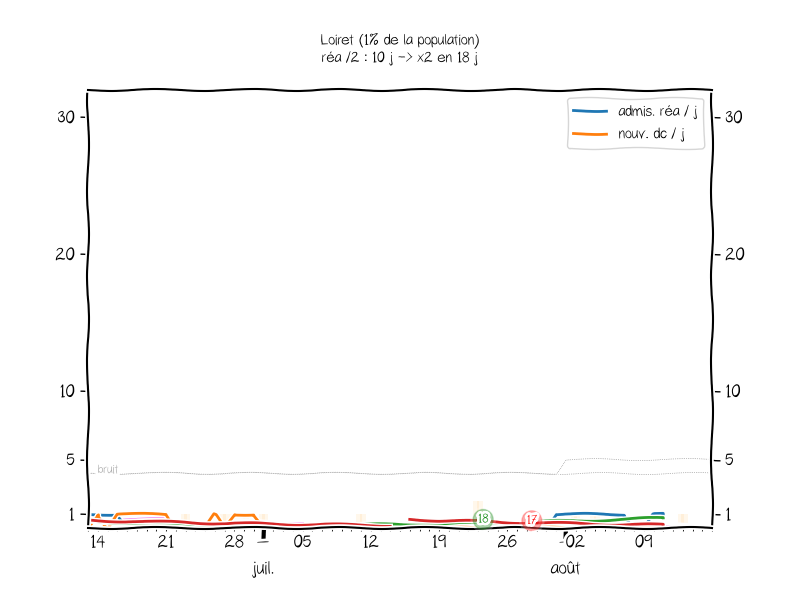 Loiret (1% de la population)
réa /2 : 10 j -> x2 en 18 j
admis. réa / j
nouv. dc / j
30
30
20
20
10
10
5
bruit
5
1
18
17
1
14 21 28 05 12 19 26 02 09
juil. août